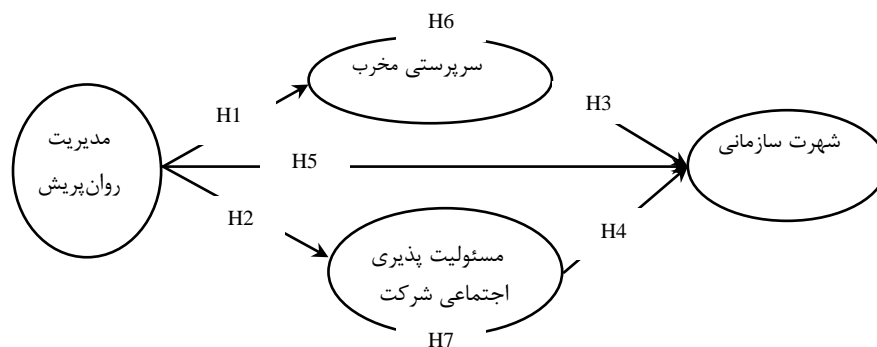 H6
سرپرستی مخرب
H1
H3
مدیریت
روان‌پریش
شهرت سازمانی
H5
H2
H4
مسئولیت پذیری
اجتماعی شرکت
H7